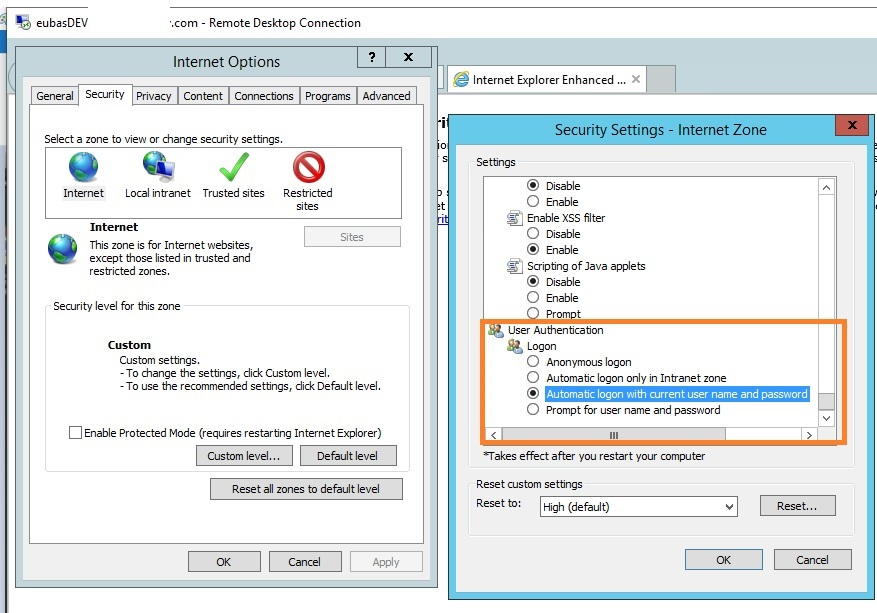 eubasDEV
.com - Remote Desktop Connection
Internet Options
?
x
General
Security
Privacy
Content
Connections
Programs
Advanced
Select a zone to view or change security settings.
Internet
Local intranet
Trusted sites
Restricted
sites
Internet
Sites
This zone is for Internet websites,
except those listed in trusted and
restricted zones.
Security level for this zone
Custom
Custom settings.
- To change the settings, click Custom level.
- To use the recommended settings, click Default level.
Enable Protected Mode (requires restarting Internet Explorer)
Custom level...
Default level
Reset all zones to default level
OK
Cancel
Apply
Internet Explorer Enhanced ...
x
Security Settings - Internet Zone
x
Settings
Disable
Enable
Enable XSS filter
Disable
Enable
Scripting of Java applets
Disable
Enable
Prompt
User Authentication
Logon
Anonymous logon
Automatic logon only in Intranet zone
Automatic logon with current user name and password
Prompt for user name and password
*Takes effect after you restart your computer
Reset custom settings
Reset to:
High (default)
Reset...
OK
Cancel